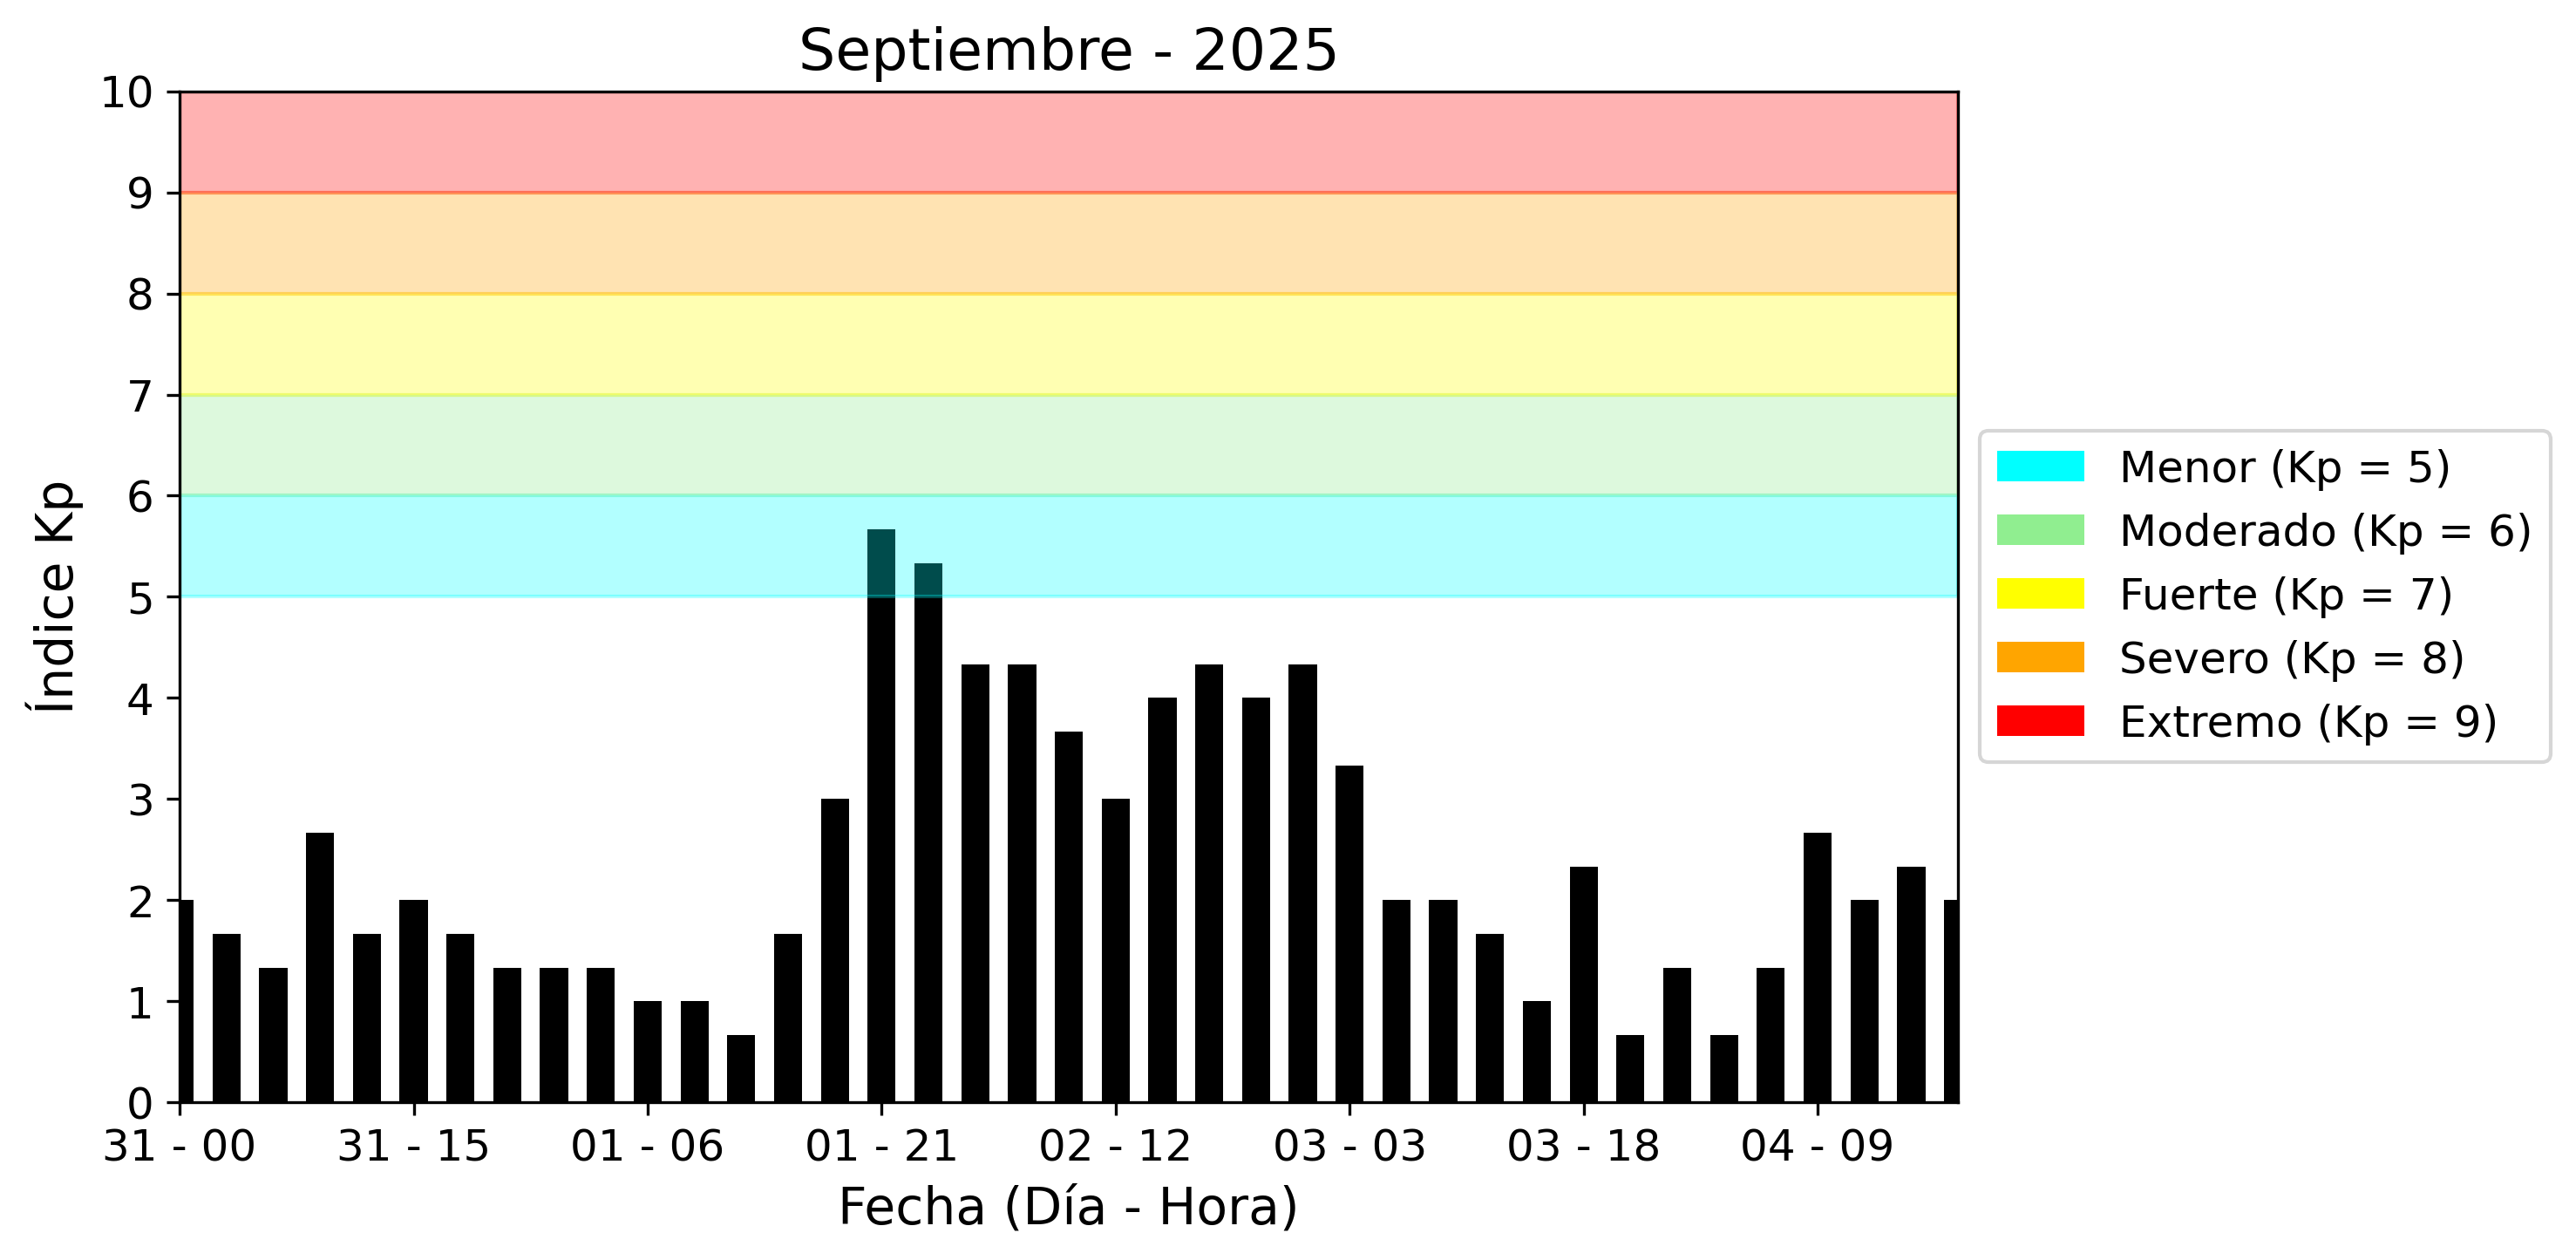 Septiembre - 2025
10
9
8
7
6
5
4
3
2
1
0
Índice Kp
31 - 00 31 - 15 01 - 06 01 - 21 02 - 12 03 - 03 03 - 18 04 - 09
Fecha (Día - Hora)
Menor (Kp = 5)
Moderado (Kp = 6)
Fuerte (Kp = 7)
Severo (Kp = 8)
Extremo (Kp = 9)